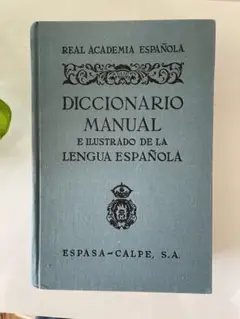 REAL ACADEMIA ESPAÑOLA
DICCIONARIO
MANUAL
E ILUSTRADO DE LA
LENGUA ESPAÑOLA
ESPASA-CALPE, S.A.